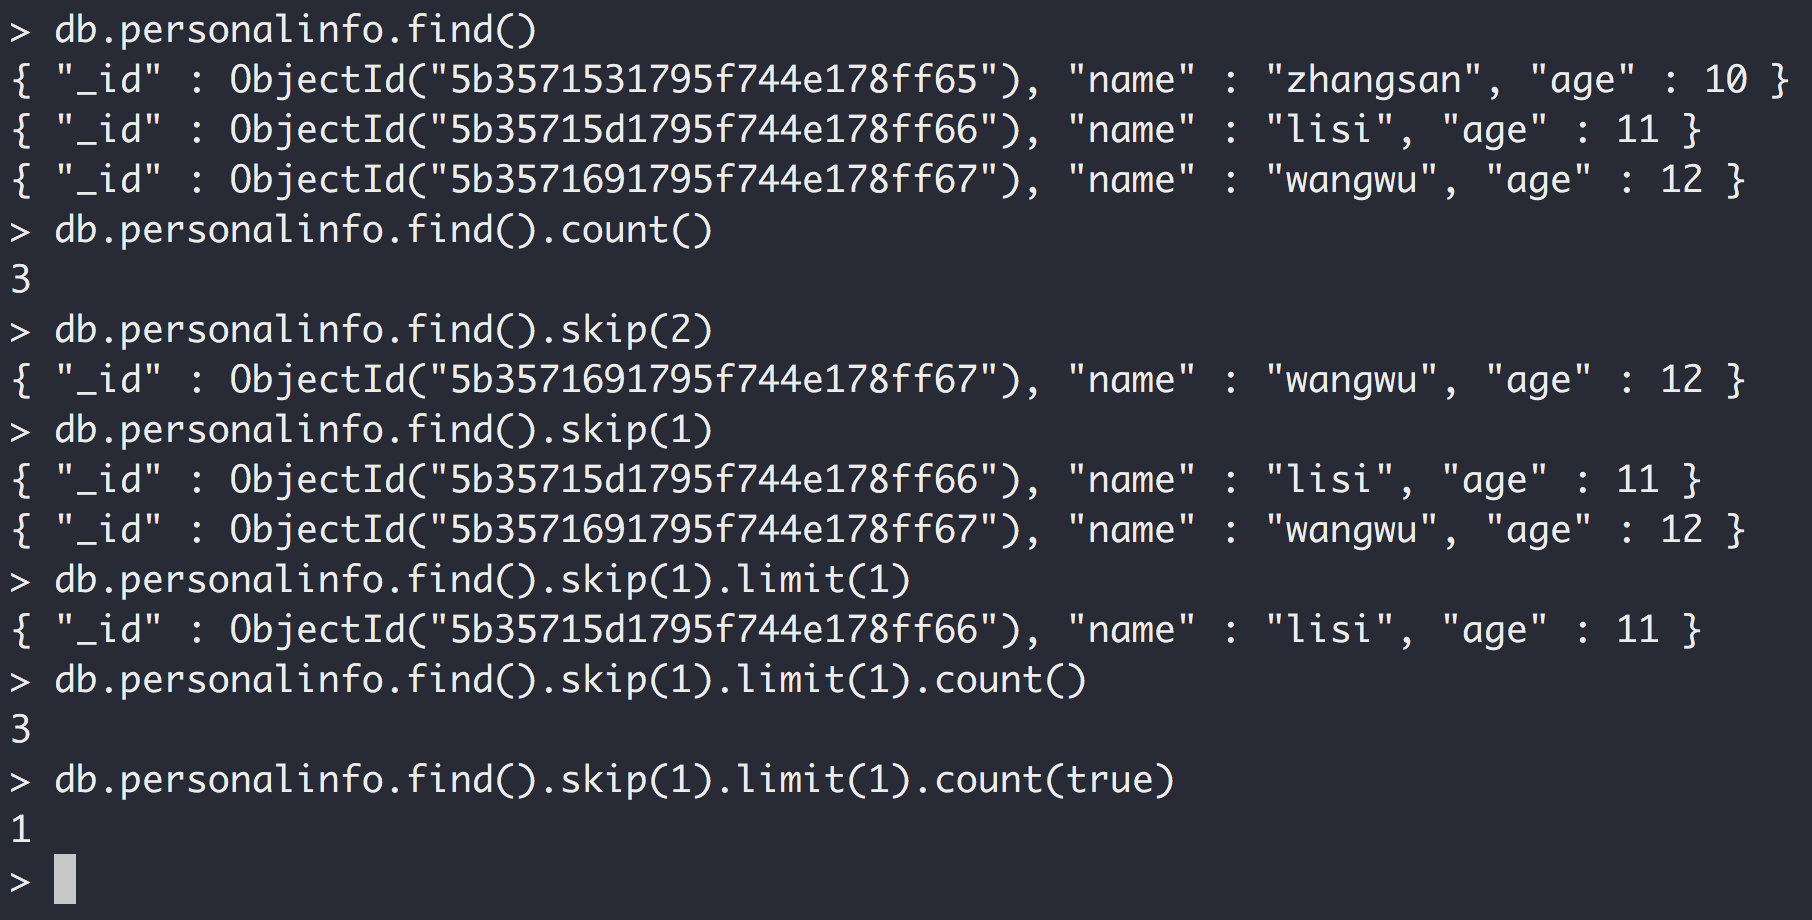 > db.personalinfo.find()
{ "_id" : ObjectId("5b3571531795f744e178ff65"), "name" : "zhangsan", "age" : 10 }
{ "_id" : ObjectId("5b35715d1795f744e178ff66"), "name" : "lisi", "age" : 11 }
{ "_id" : ObjectId("5b3571691795f744e178ff67"), "name" : "wangwu", "age" : 12 }
> db.personalinfo.find().count()
3
> db.personalinfo.find().skip(2)
{ "_id" : ObjectId("5b3571691795f744e178ff67"), "name" : "wangwu", "age" : 12 }
> db.personalinfo.find().skip(1)
{ "_id" : ObjectId("5b35715d1795f744e178ff66"), "name" : "lisi", "age" : 11 }
{ "_id" : ObjectId("5b3571691795f744e178ff67"), "name" : "wangwu", "age" : 12 }
> db.personalinfo.find().skip(1).limit(1)
{ "_id" : ObjectId("5b35715d1795f744e178ff66"), "name" : "lisi", "age" : 11 }
> db.personalinfo.find().skip(1).limit(1).count()
3
> db.personalinfo.find().skip(1).limit(1).count(true)
1
>